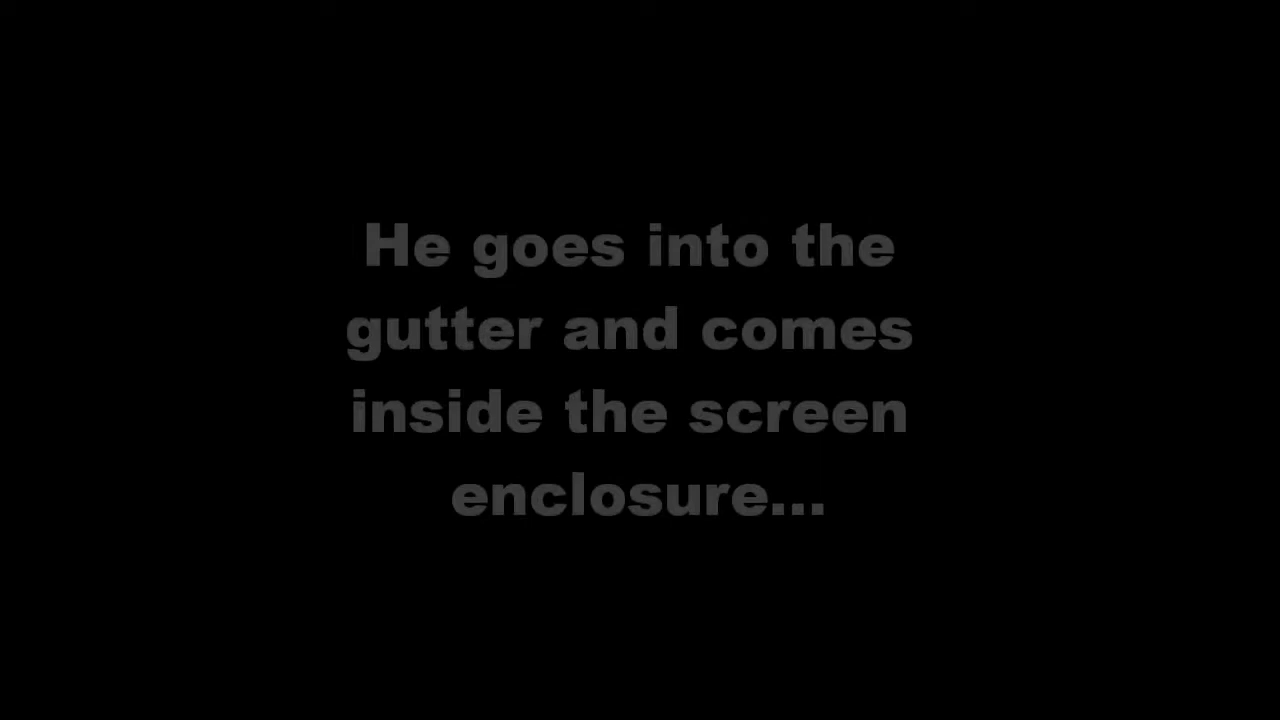 He goes into the
gutter and comes
inside the screen
enclosure...